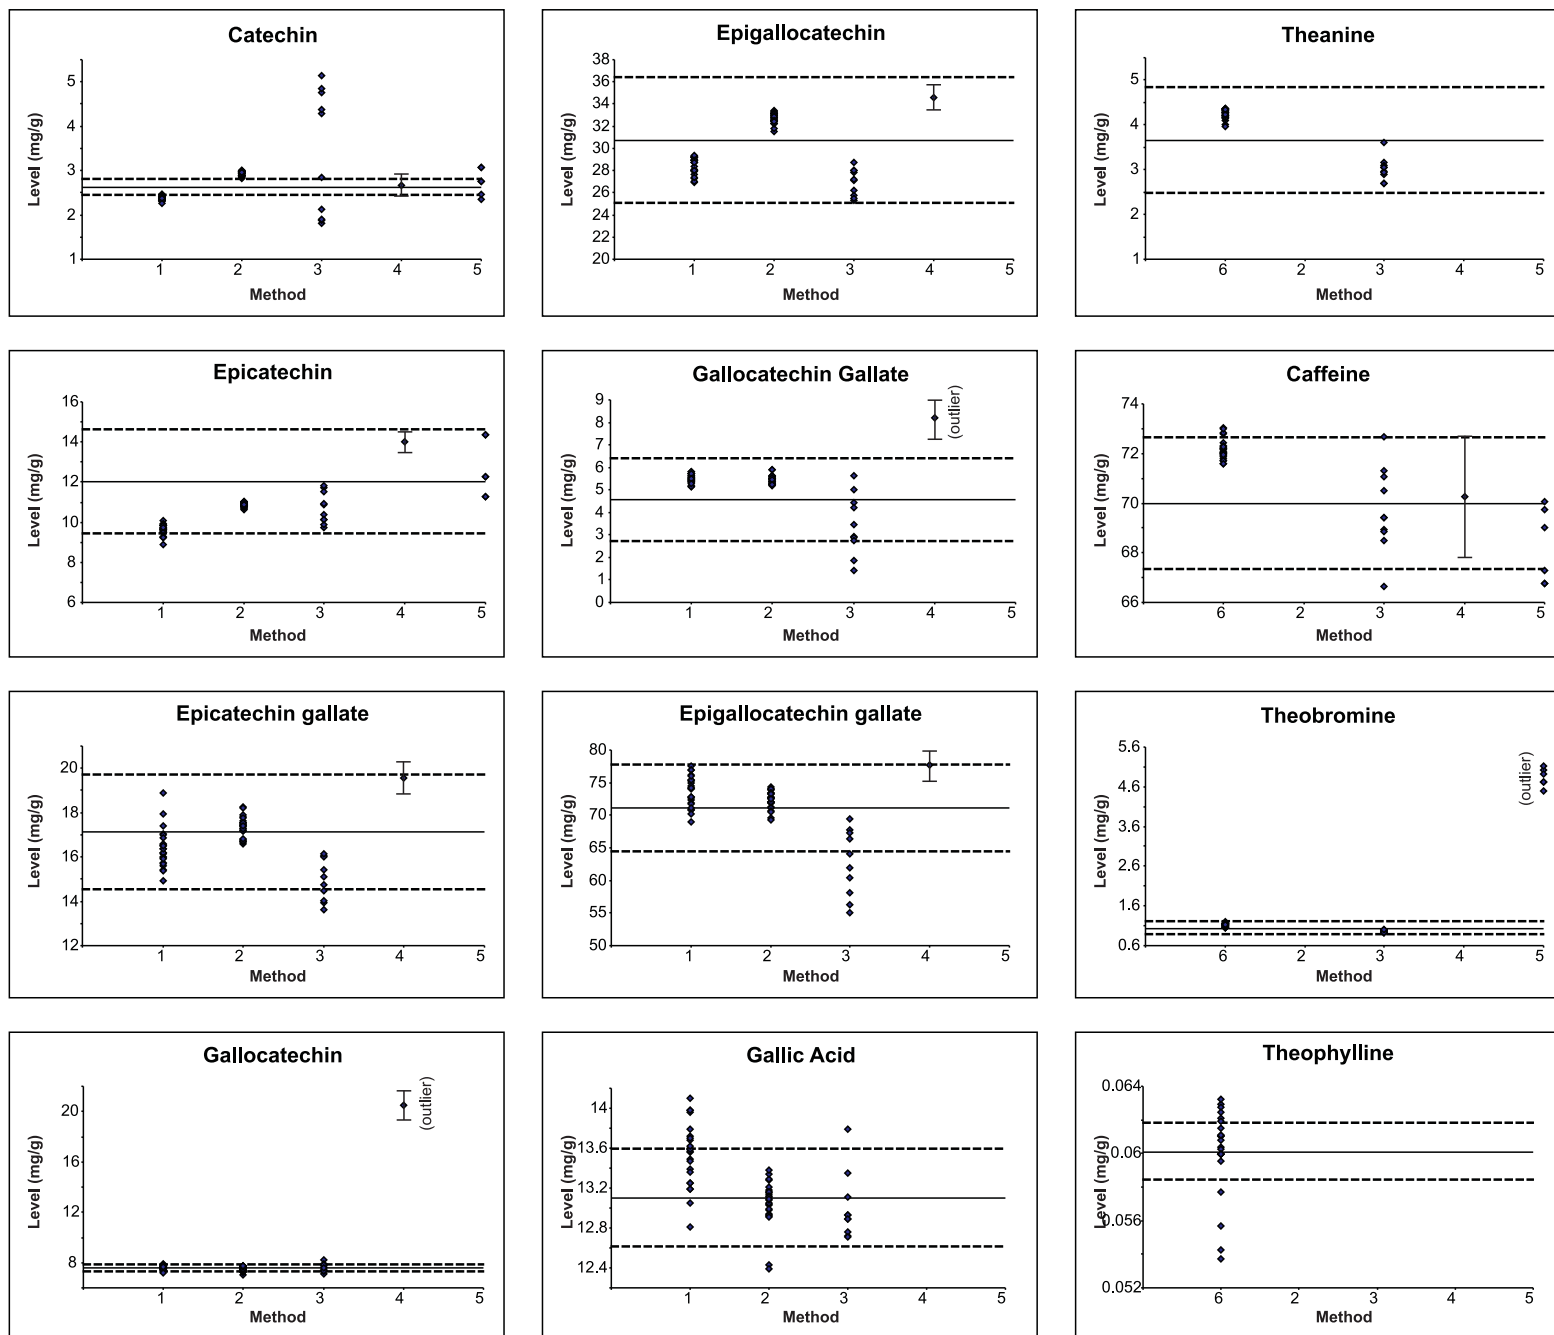 Catechin
Level (mg/g)
5
4
3
2
1
1 2 3 4 5
Method
Epigallocatechin
Level (mg/g)
38
36
34
32
30
28
26
24
22
20
1 2 3 4 5
Method
Theanine
Level (mg/g)
5
4
3
2
1
6 2 3 4 5
Method
Epicatechin
Level (mg/g)
16
14
12
10
8
6
1 2 3 4 5
Method
Gallocatechin Gallate
Level (mg/g)
9
8
7
6
5
4
3
2
1
0
(outlier)
1 2 3 4 5
Method
Caffeine
Level (mg/g)
74
72
70
68
66
6 2 3 4 5
Method
Epicatechin gallate
Level (mg/g)
20
18
16
14
12
1 2 3 4 5
Method
Epigallocatechin gallate
Level (mg/g)
80
75
70
65
60
55
50
1 2 3 4 5
Method
Theobromine
Level (mg/g)
5.6
4.6
3.6
2.6
1.6
0.6
(outlier)
6 2 3 4 5
Method
Gallocatechin
Level (mg/g)
20
16
12
8
(outlier)
1 2 3 4 5
Method
Gallic Acid
Level (mg/g)
14
13.6
13.2
12.8
12.4
1 2 3 4 5
Method
Theophylline
Level (mg/g)
0.064
0.06
0.056
0.052
6 2 3 4 5
Method